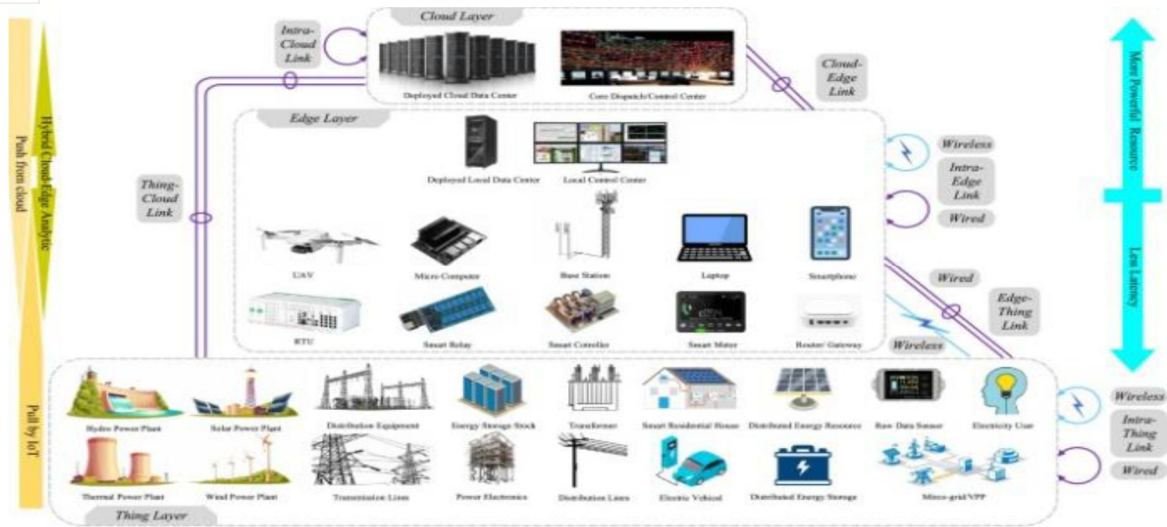 Cloud Layer
Intra-
Cloud
Link
Deployed Cloud Data Center
Core Dispatch/Control Center
Cloud-
Edge
Link
More Powerful Resource
Less Latency
Push from cloud
Hybrid Cloud-Edge Analytic
Pull by IoT
Thing-
Cloud
Link
Edge Layer
Deployed Local Data Center
Local Control Center
Wireless
Intra-
Edge
Link
Wired
UAV
Micro Computer
Base Station
Laptop
Smartphone
RTU
Smart Relay
Smart Cotroller
Smart Mater
Router/ Gateway
Wired
Edge-
Thing
Link
Wireless
Hydro Power Plant
Solar Power Plant
Distribution Equipment
Energy Storage Stock
Transformer
Smart Residential House
Distributed Energy Resource
Raw Data Sensor
Electricity User
Thermal Power Plant
Wind Power Plant
Transmission Lines
Power Electronics
Distribution Lines
Electric Vehicel
Distributed Energy Storage
Mirco-grid/VPP
Wireless
Intra-
Thing
Link
Wired
Thing Layer